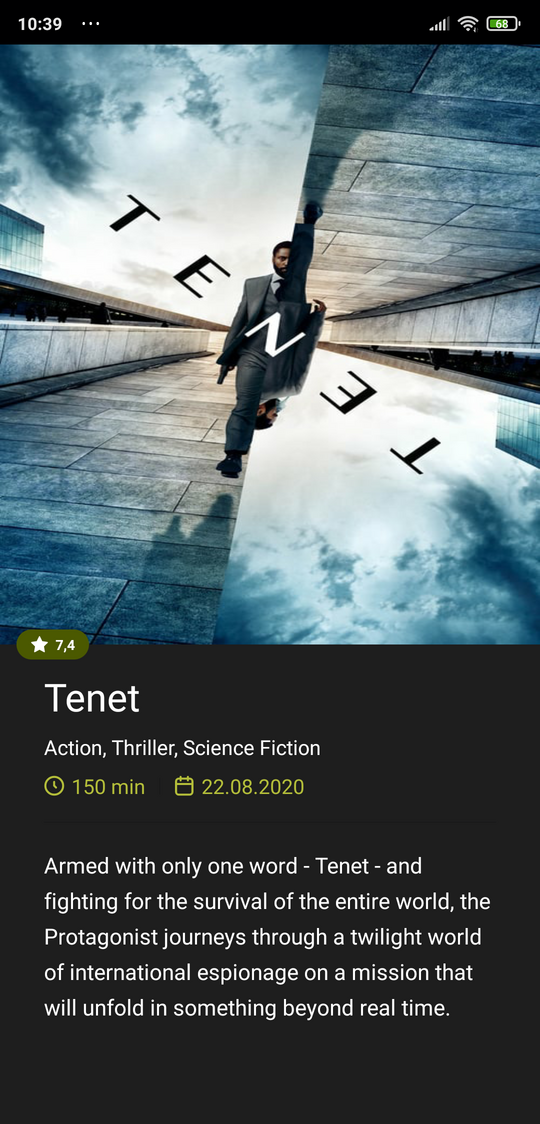 10:39 ...
68
TENET
7,4
Tenet
Action, Thriller, Science Fiction
150 min 22.08.2020
Armed with only one word - Tenet - and
fighting for the survival of the entire world, the
Protagonist journeys through a twilight world
of international espionage on a mission that
will unfold in something beyond real time.